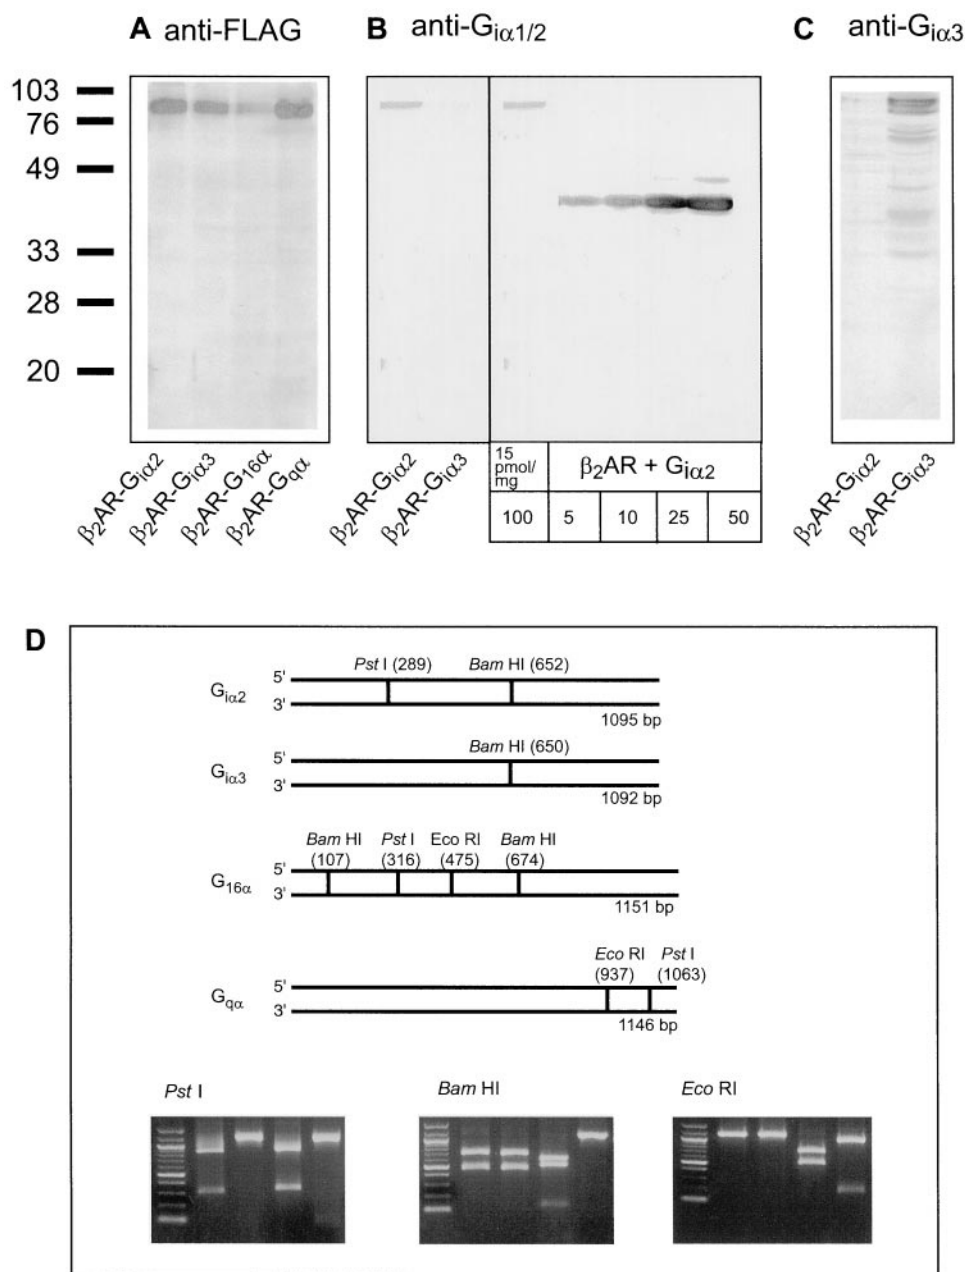 A anti-FLAG
B anti-Giα1/2
C anti-Giα3
103
76
49
33
28
20
β2AR-Giα2
β2AR-Giα3
β2AR-G16α
β2AR-Gqα
β2AR-Giα2
β2AR-Giα3
15
pmol/
mg
β2AR + Giα2
100
5
10
25
50
β2AR-Giα2
β2AR-Giα3
D
Pst I (289)
Bam HI (652)
Giα2
5'
3'
1095 bp
Bam HI (650)
Giα3
5'
3'
1092 bp
Bam HI
(107)
Pst I
(316)
Eco RI
(475)
Bam HI
(674)
G16α
5'
3'
1151 bp
Eco RI
(937)
Pst I
(1063)
Gqα
5'
3'
1146 bp
Pst I
Bam HI
Eco RI